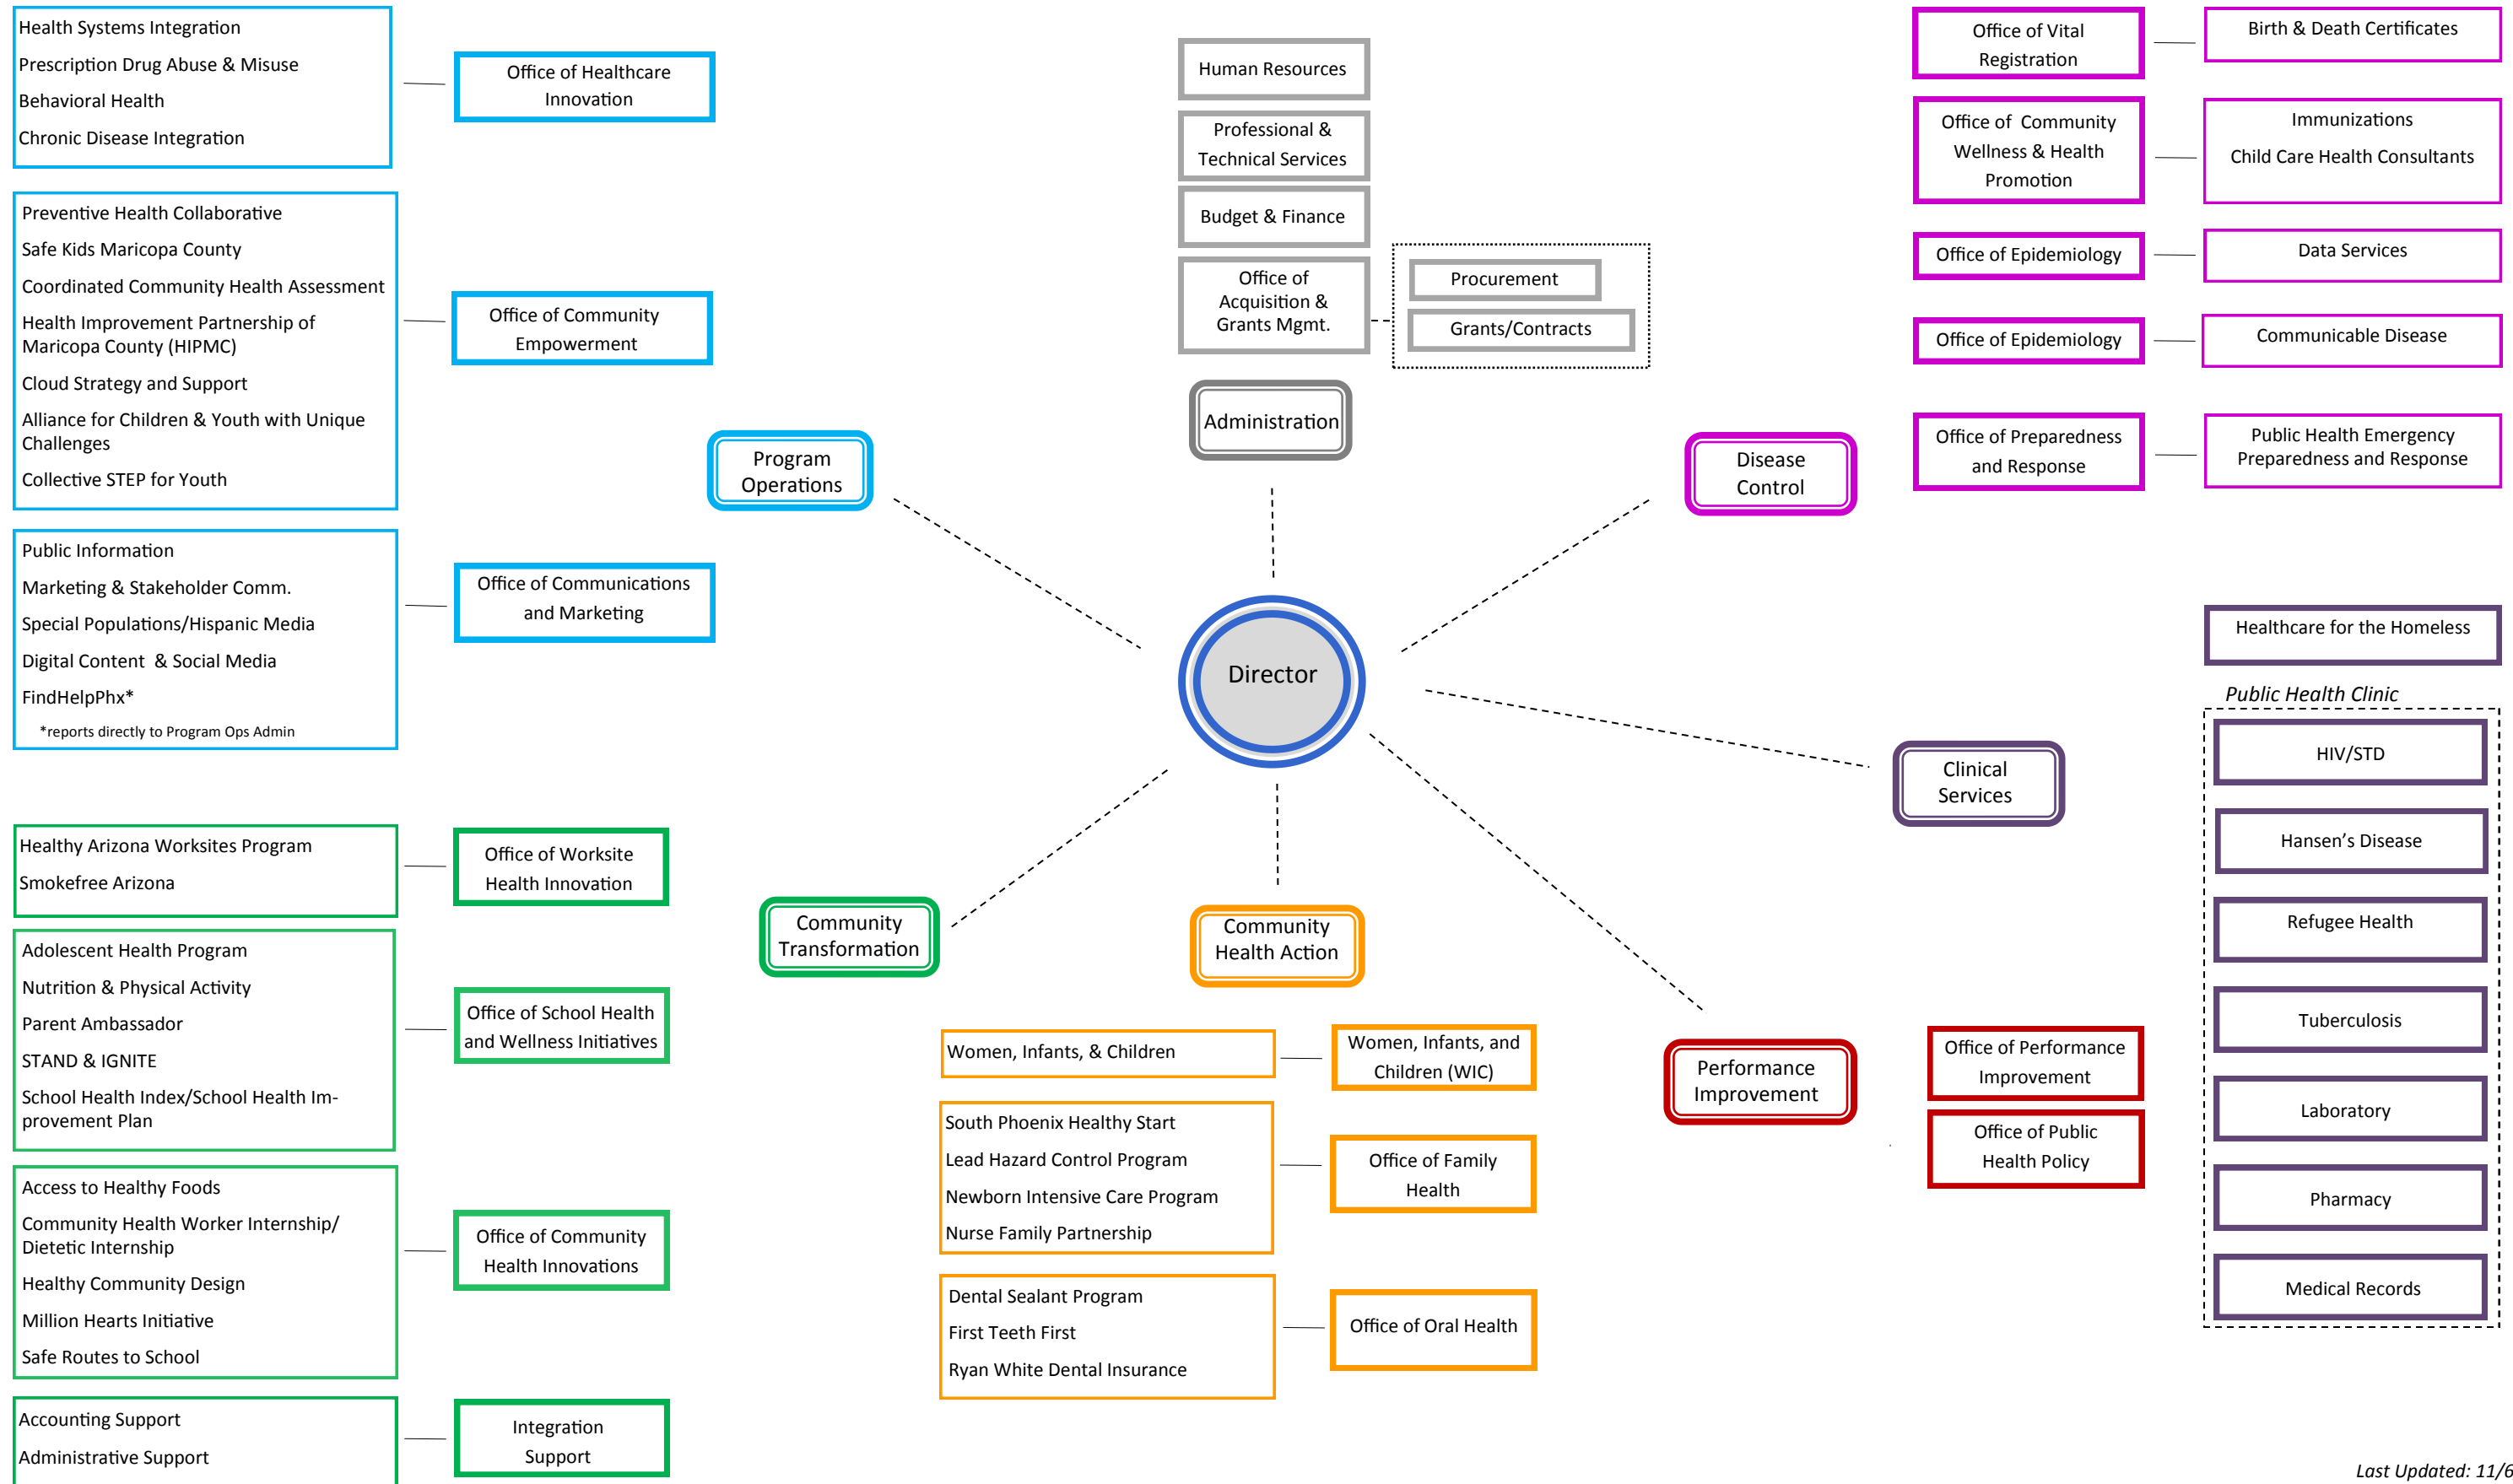 Health Systems Integration
Prescription Drug Abuse & Misuse
Behavioral Health
Chronic Disease Integration
Office of Healthcare
Innovation
Preventive Health Collaborative
Safe Kids Maricopa County
Coordinated Community Health Assessment
Health Improvement Partnership of
Maricopa County (HIPMC)
Cloud Strategy and Support
Alliance for Children & Youth with Unique
Challenges
Collective STEP for Youth
Office of Community
Empowerment
Public Information
Marketing & Stakeholder Comm.
Special Populations/Hispanic Media
Digital Content  & Social Media
FindHelpPhx*
*reports directly to Program Ops Admin
Office of Communications
and Marketing
Program
Operations
Human Resources
Professional &
Technical Services
Budget & Finance
Office of
Acquisition &
Grants Mgmt.
Procurement
Grants/Contracts
Administration
Office of Vital
Registration
Birth & Death Certificates
Office of  Community
Wellness & Health
Promotion
Immunizations
Child Care Health Consultants
Office of Epidemiology
Data Services
Office of Epidemiology
Communicable Disease
Office of Preparedness
and Response
Public Health Emergency
Preparedness and Response
Disease
Control
Director
Healthcare for the Homeless
Public Health Clinic
HIV/STD
Hansen's Disease
Refugee Health
Tuberculosis
Laboratory
Pharmacy
Medical Records
Clinical
Services
Healthy Arizona Worksites Program
Smokefree Arizona
Office of Worksite
Health Innovation
Adolescent Health Program
Nutrition & Physical Activity
Parent Ambassador
STAND & IGNITE
School Health Index/School Health Im-
provement Plan
Office of School Health
and Wellness Initiatives
Access to Healthy Foods
Community Health Worker Internship/
Dietetic Internship
Healthy Community Design
Million Hearts Initiative
Safe Routes to School
Office of Community
Health Innovations
Accounting Support
Administrative Support
Integration
Support
Community
Transformation
Community
Health Action
Women, Infants, & Children
Women, Infants, and
Children (WIC)
South Phoenix Healthy Start
Lead Hazard Control Program
Newborn Intensive Care Program
Nurse Family Partnership
Office of Family
Health
Dental Sealant Program
First Teeth First
Ryan White Dental Insurance
Office of Oral Health
Performance
Improvement
Office of Performance
Improvement
Office of Public
Health Policy
Last Updated: 11/6